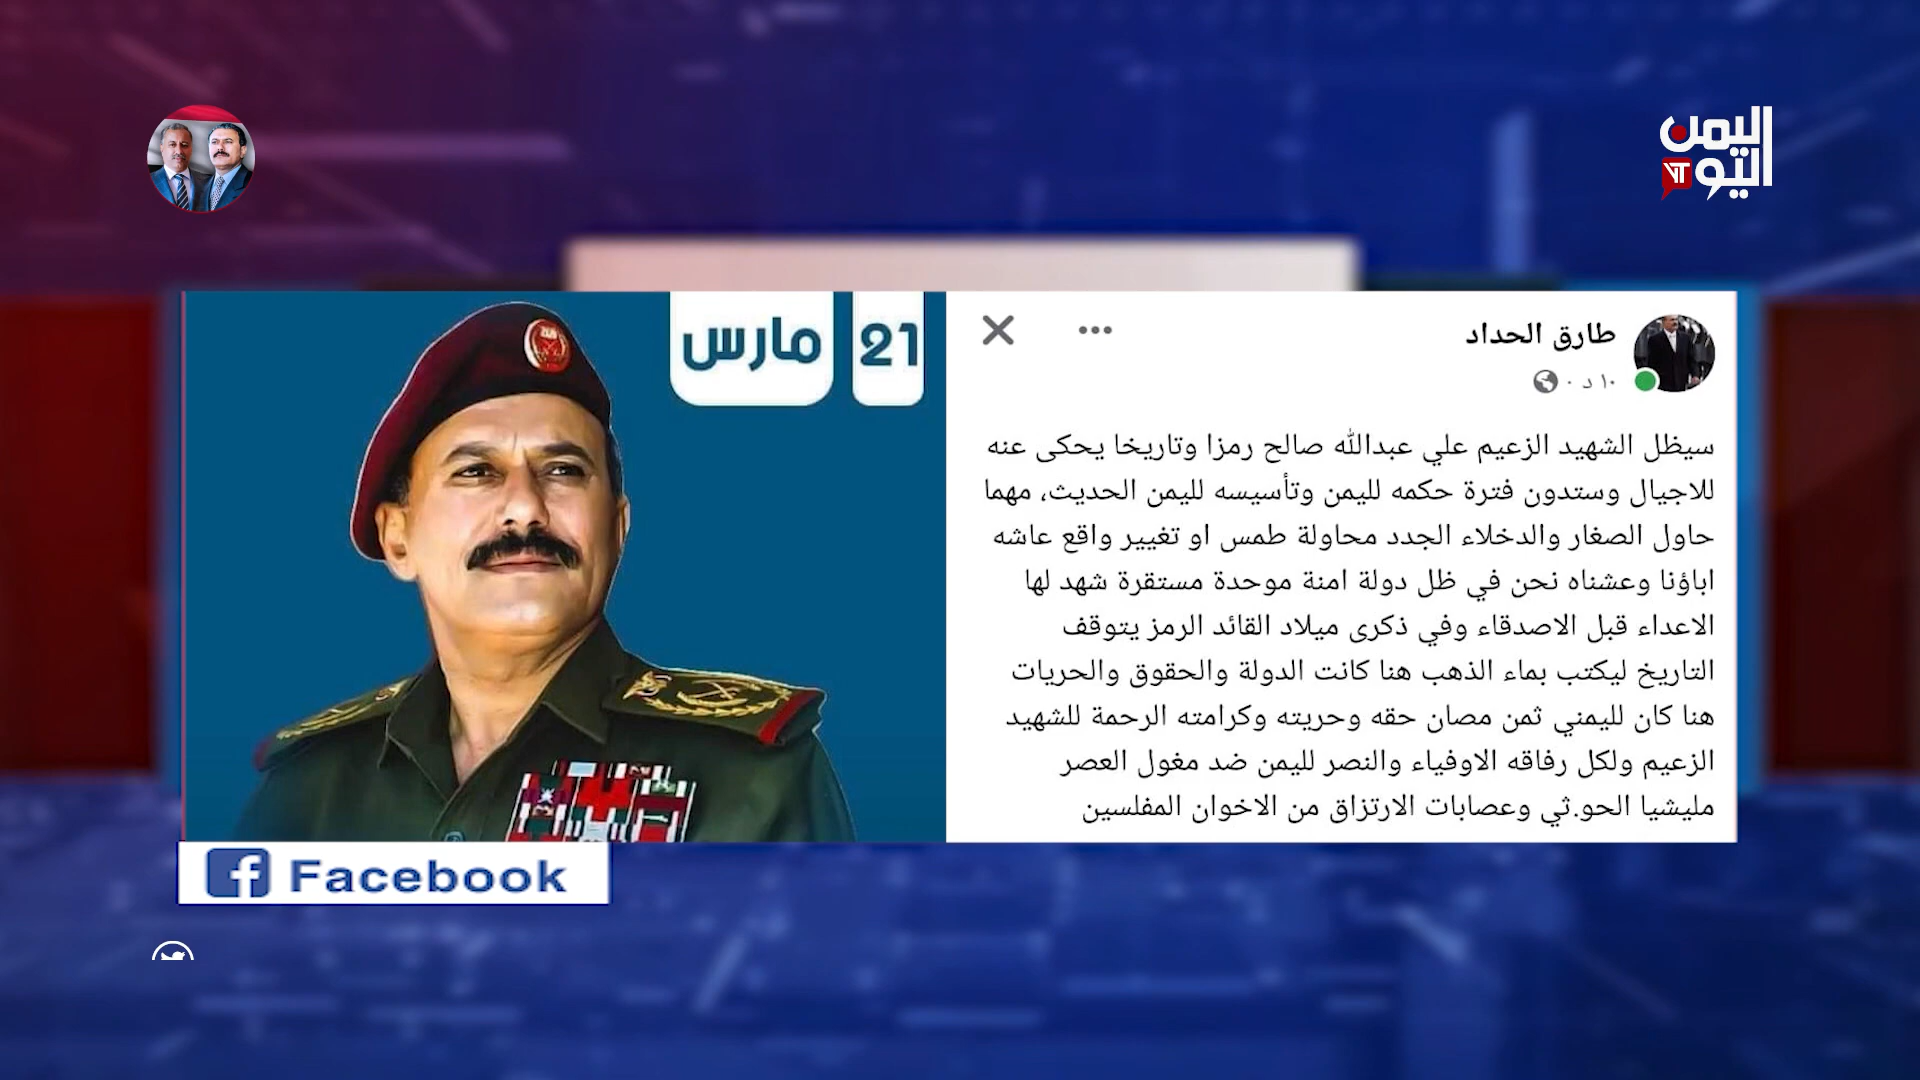 اليمن
اليوم
YT
21 مارس
طارق الحداد
١٠ د ·
سيظل الشهيد الزعيم علي عبدالله صالح رمزا وتاريخا يحكى عنه
للاجيال وستدون فترة حكمه لليمن وتأسيسه لليمن الحديث، مهما
حاول الصغار والدخلاء الجدد محاولة طمس او تغيير واقع عاشه
اباؤنا وعشناه نحن في ظل دولة امنة موحدة مستقرة شهد لها
الاعداء قبل الاصدقاء وفي ذكرى ميلاد القائد الرمز يتوقف
التاريخ ليكتب بماء الذهب هنا كانت الدولة والحقوق والحريات
هنا كان لليمني ثمن مصان حقه وحريته وكرامته الرحمة للشهيد
الزعيم ولكل رفاقه الاوفياء والنصر لليمن ضد مغول العصر
مليشيا الحو.ثي وعصابات الارتزاق من الاخوان المفلسين
Facebook